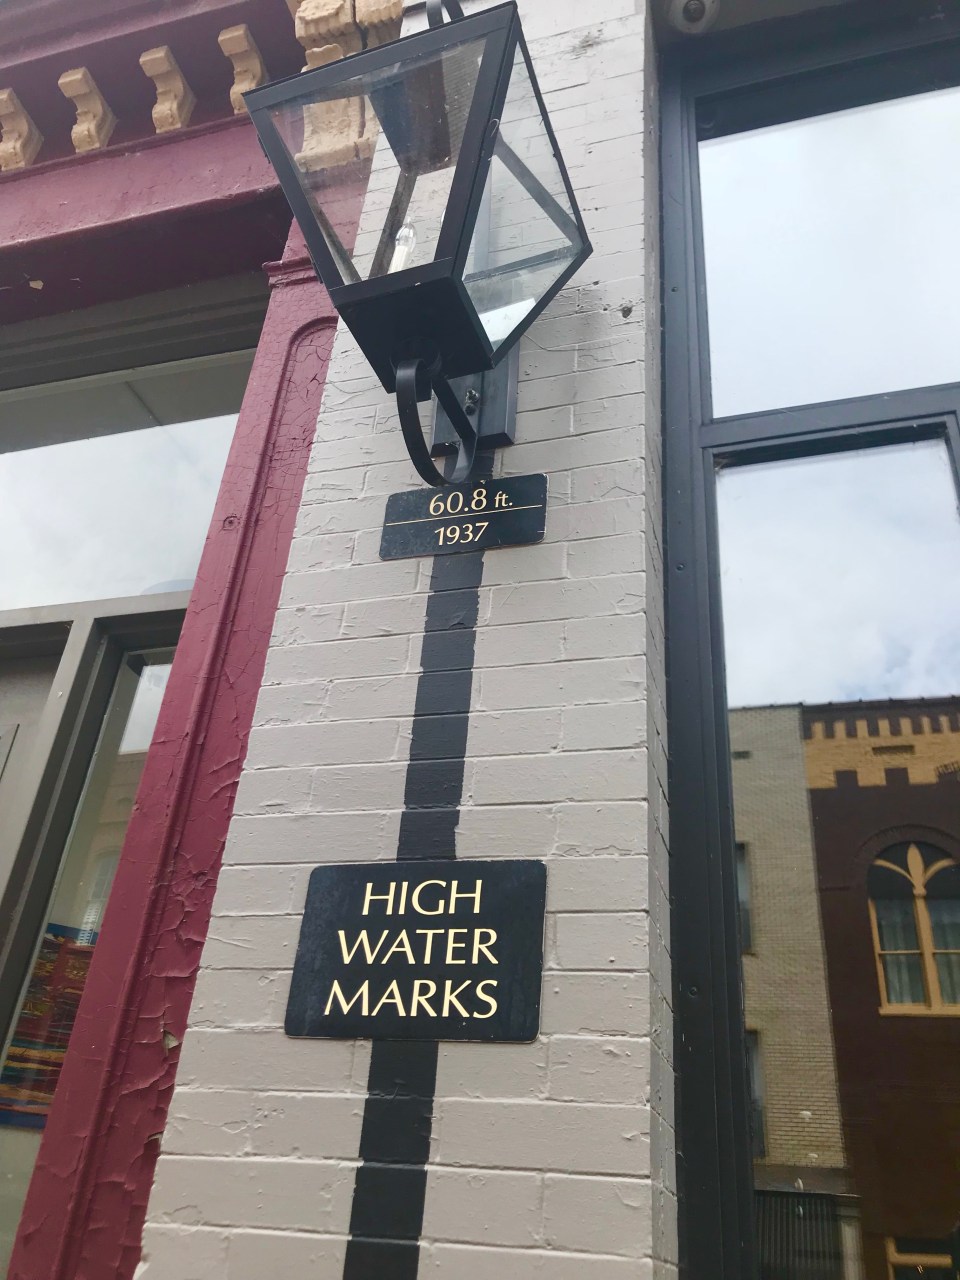 60.8 ft.
1937
HIGH
WATER
MARKS